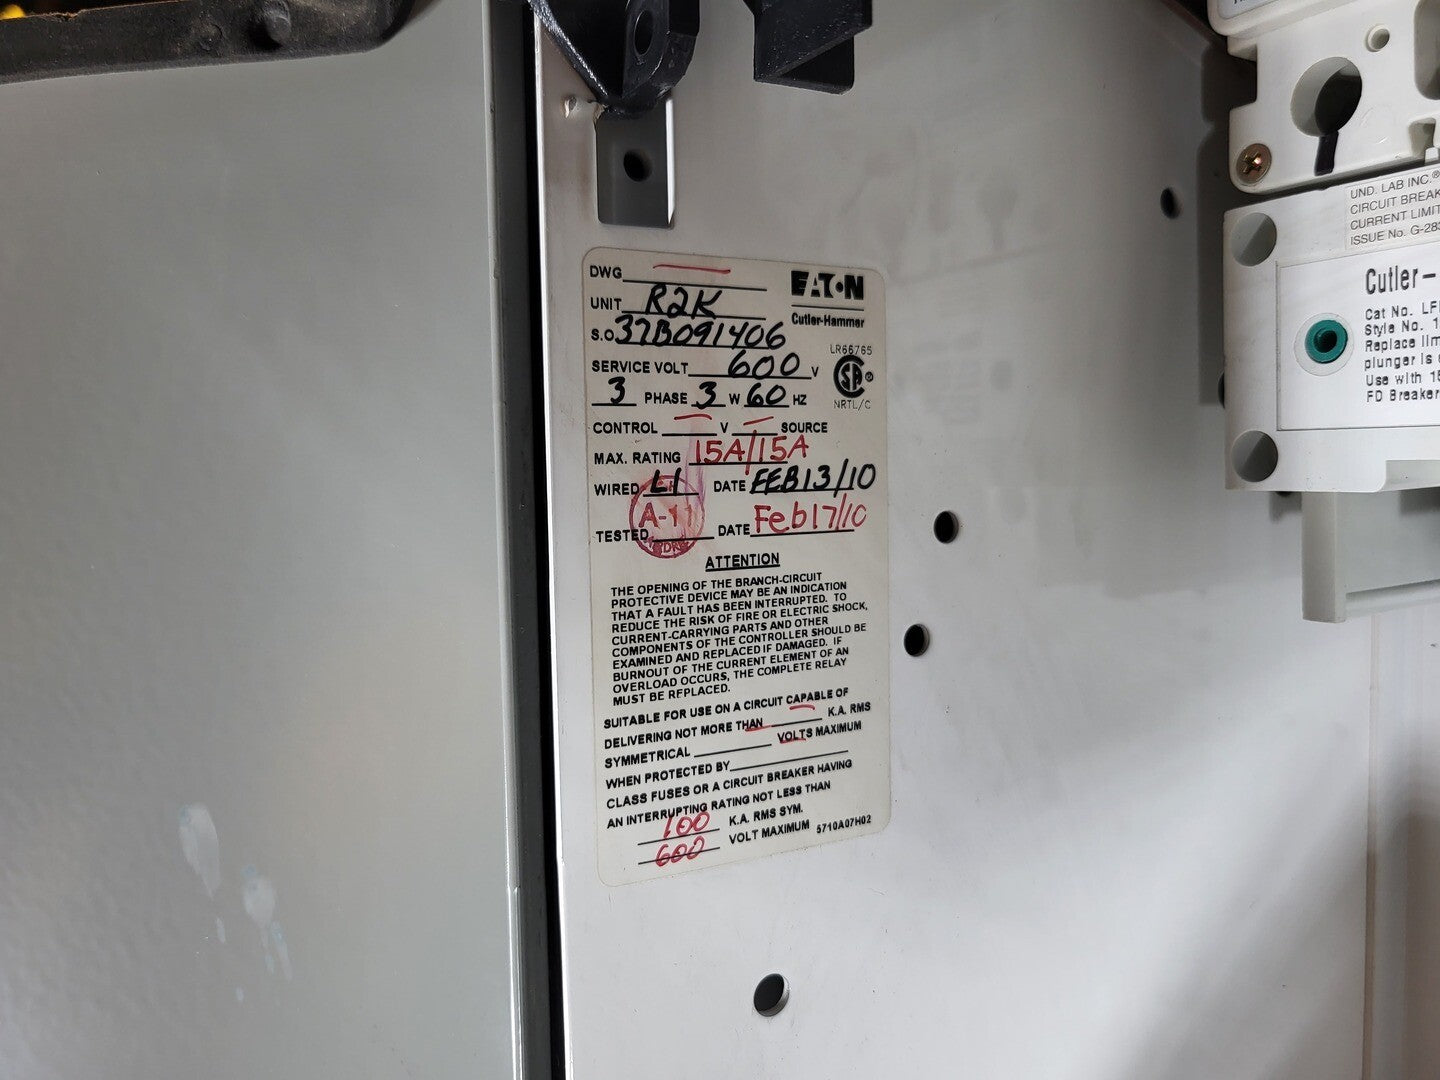 DWG
EATON
UNIT R2K
Cutler-Hammer
S.O 37B091406
LR66765
SERVICE VOLT 600 V
NRTL/C
3 PHASE 3 W 60 HZ
CONTROL V SOURCE
MAX. RATING 15A/15A
WIRED L1 DATE FEB13/10
A-11
TESTED DATE Feb17/10
ATTENTION
THE OPENING OF THE BRANCH-CIRCUIT
PROTECTIVE DEVICE MAY BE AN INDICATION
THAT A FAULT HAS BEEN INTERRUPTED. TO
REDUCE THE RISK OF FIRE OR ELECTRIC SHOCK,
CURRENT-CARRYING PARTS AND OTHER
COMPONENTS OF THE CONTROLLER SHOULD BE
EXAMINED AND REPLACED IF DAMAGED. IF
BURNOUT OF THE CURRENT ELEMENT OF AN
OVERLOAD OCCURS, THE COMPLETE RELAY
MUST BE REPLACED.
SUITABLE FOR USE ON A CIRCUIT CAPABLE OF
DELIVERING NOT MORE THAN K.A. RMS
SYMMETRICAL VOLTS MAXIMUM
WHEN PROTECTED BY
CLASS FUSES OR A CIRCUIT BREAKER HAVING
AN INTERRUPTING RATING NOT LESS THAN
100 K.A. RMS SYM.
600 VOLT MAXIMUM 5710A07H02
UND. LAB INC.®
CIRCUIT BREAK
CURRENT LIMIT
ISSUE No. G-283
Cutler-
Cat No. LF
Style No. 1
Replace lim
plunger is
Use with 15
FD Breaker